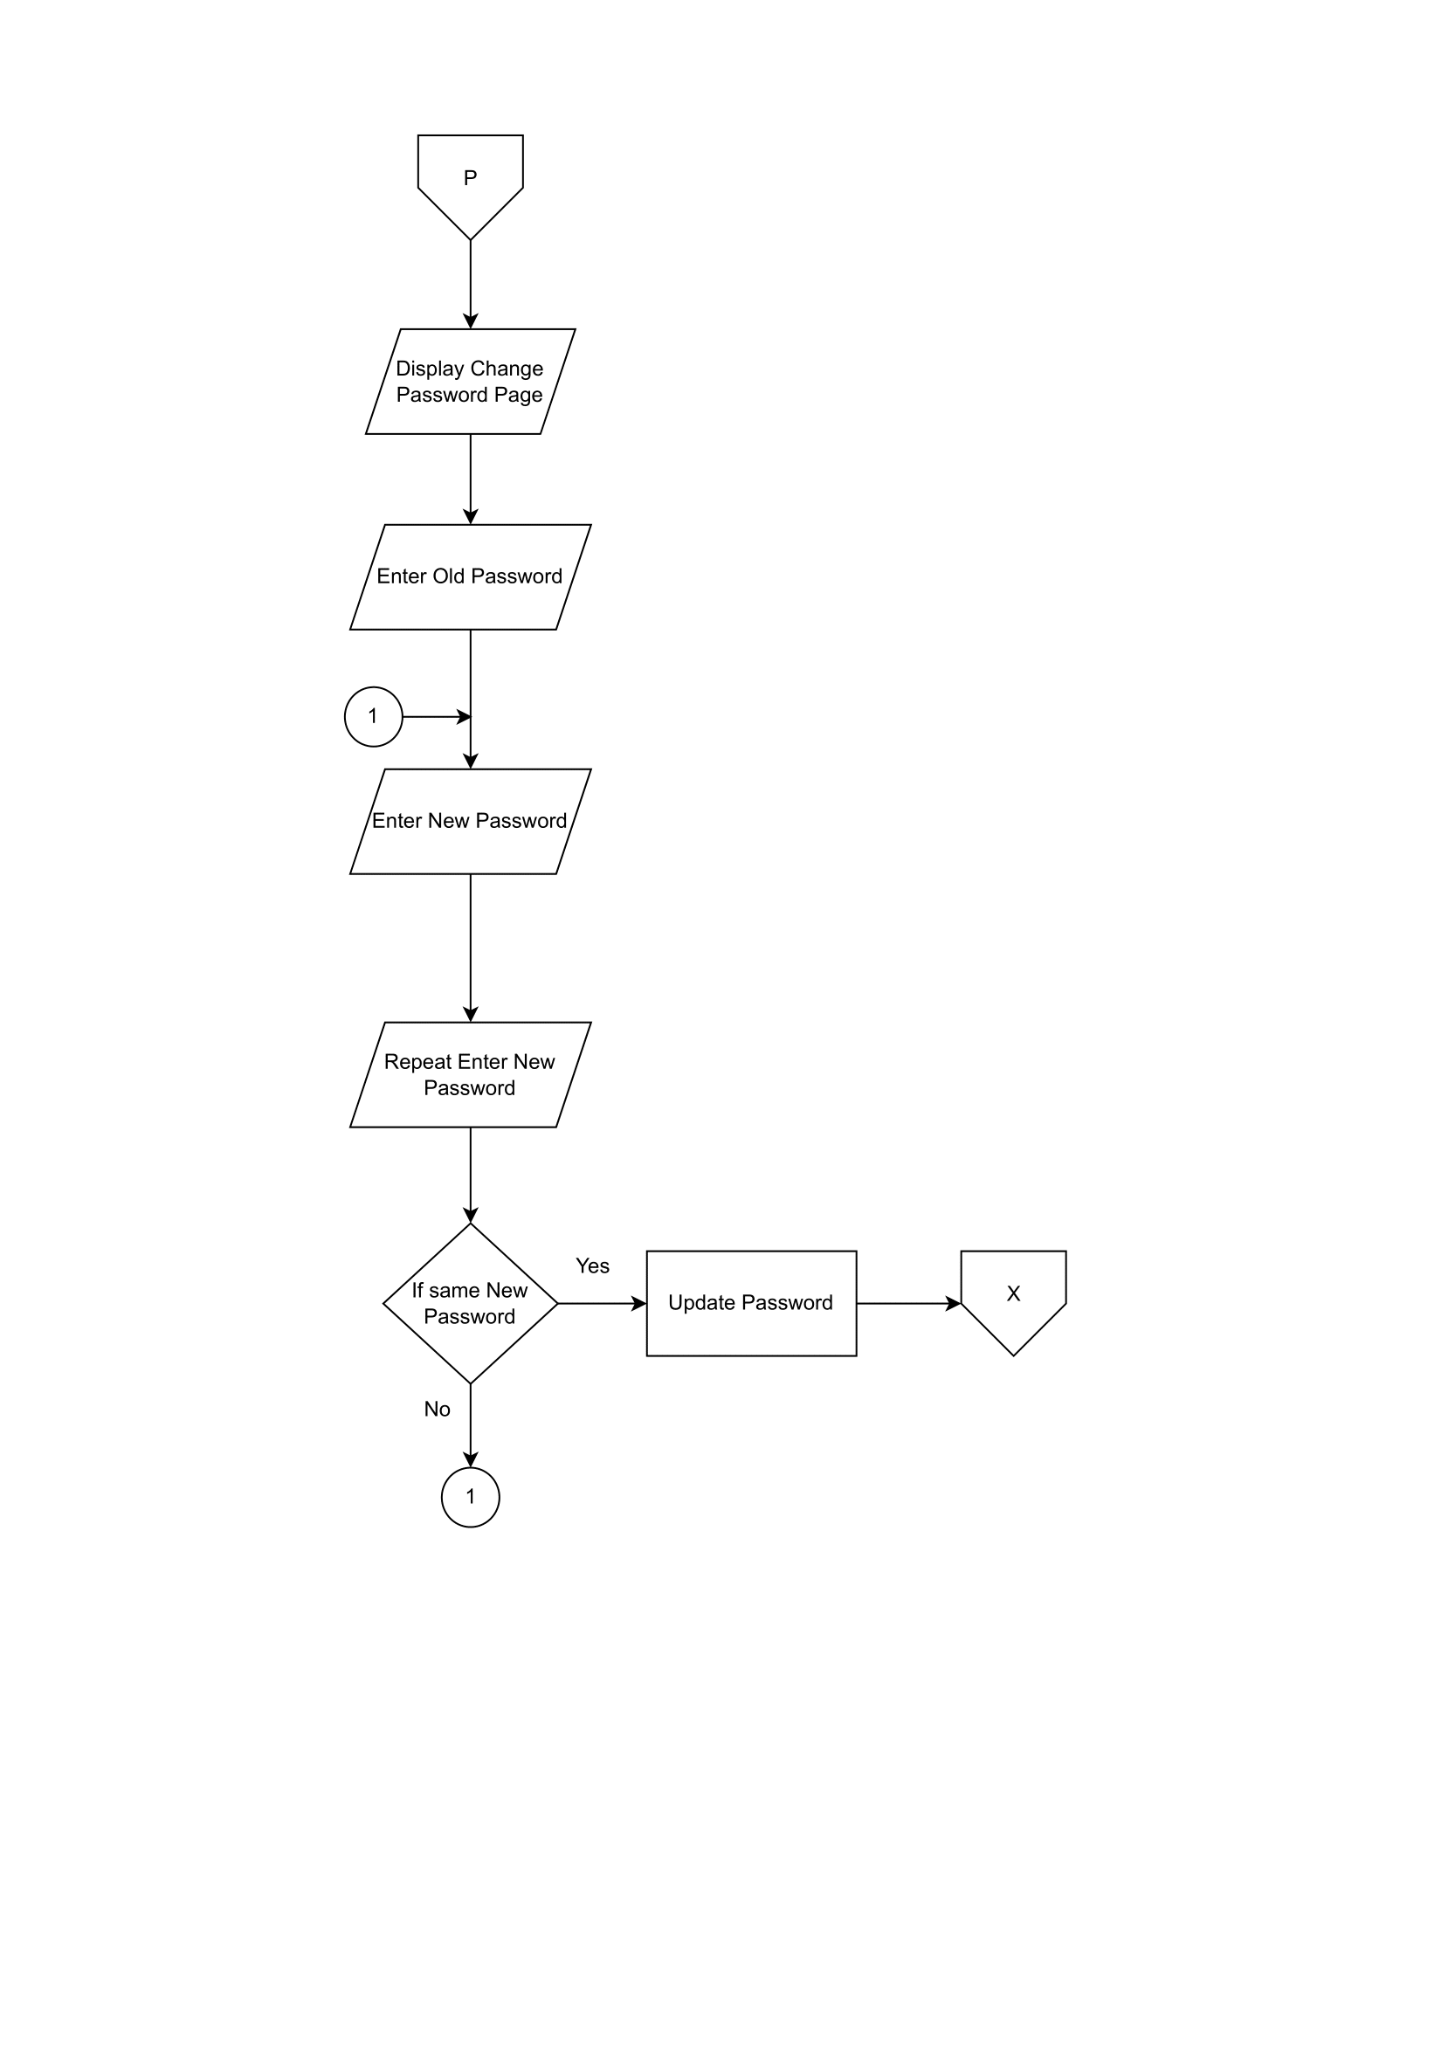 P
Display Change
Password Page
Enter Old Password
1
Enter New Password
Repeat Enter New
Password
If same New
Password
Yes
Update Password
X
No
1